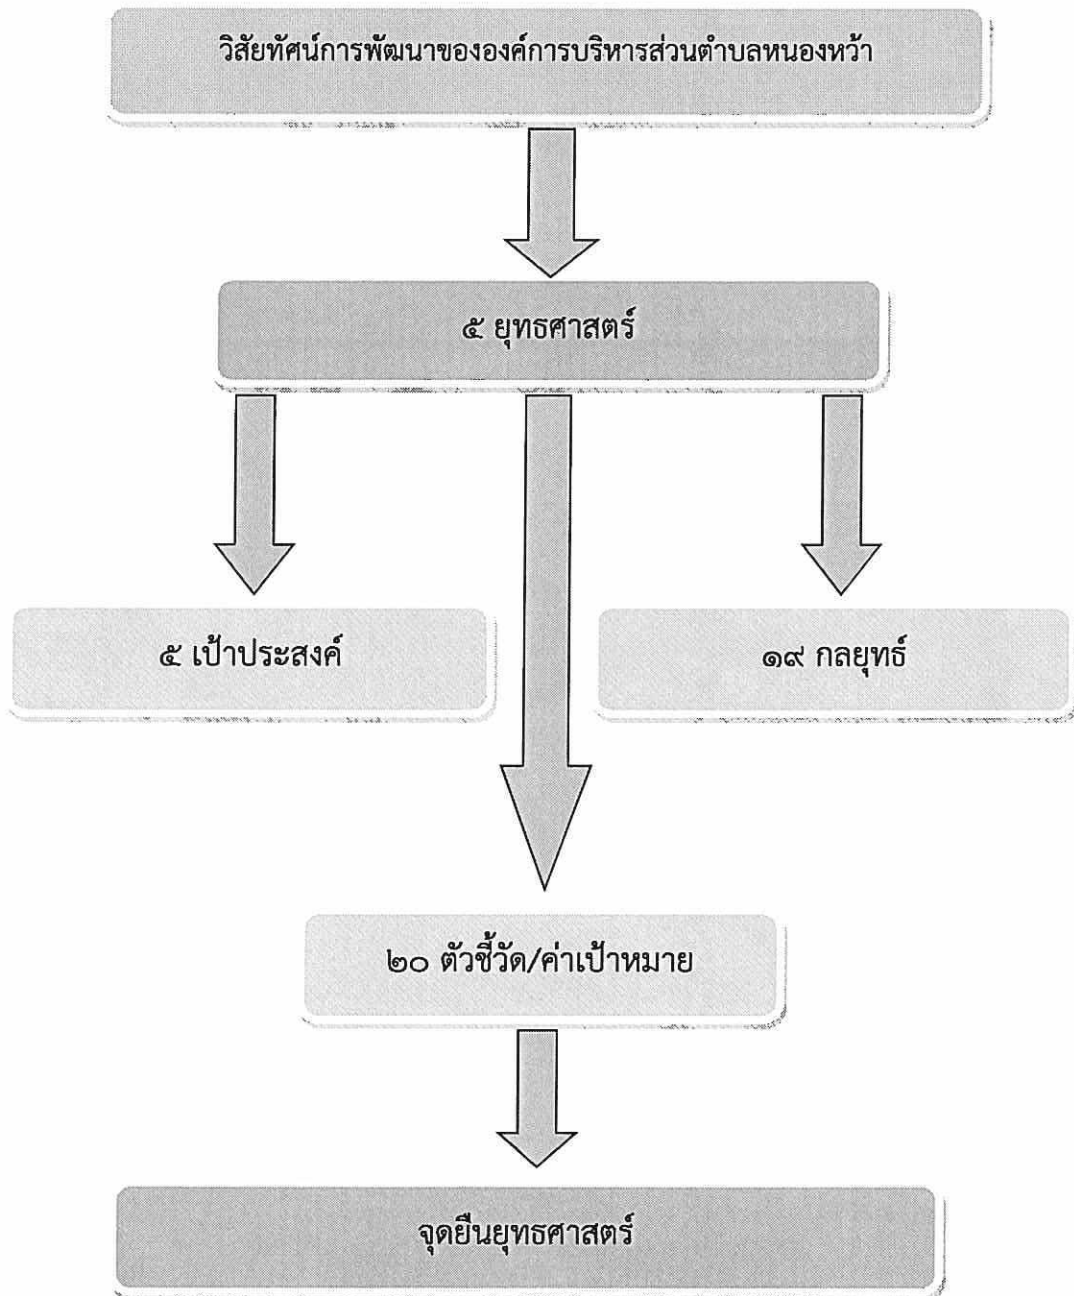 วิสัยทัศน์การพัฒนาขององค์การบริหารส่วนตำบลหนองหว้า
๕ ยุทธศาสตร์
๕ เป้าประสงค์
๑๙ กลยุทธ์
๒๐ ตัวชี้วัด/ค่าเป้าหมาย
จุดยืนยุทธศาสตร์